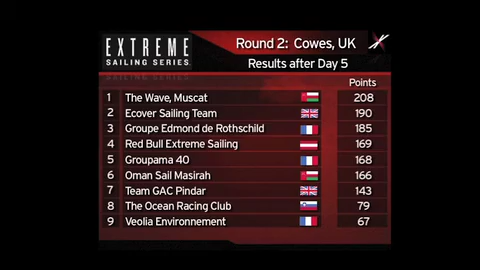 EXTREME
SAILING SERIES
Round 2: Cowes, UK
Results after Day 5
Points
1 The Wave, Muscat 208
2 Ecover Sailing Team 190
3 Groupe Edmond de Rothschild 185
4 Red Bull Extreme Sailing 169
5 Groupama 40 168
6 Oman Sail Masirah 166
7 Team GAC Pindar 143
8 The Ocean Racing Club 79
9 Veolia Environnement 67